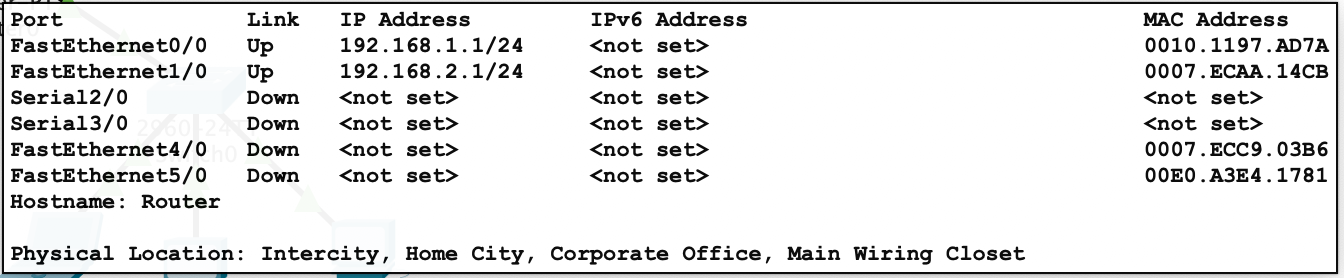 Port Link IP Address IPv6 Address MAC Address
FastEthernet0/0 Up 192.168.1.1/24 <not set> 0010.1197.AD7A
FastEthernet1/0 Up 192.168.2.1/24 <not set> 0007.ECAA.14CB
Serial2/0 Down <not set> <not set> <not set>
Serial3/0 Down <not set> <not set> <not set>
FastEthernet4/0 Down <not set> <not set> 0007.ECC9.03B6
FastEthernet5/0 Down <not set> <not set> 00E0.A3E4.1781
Hostname: Router
Physical Location: Intercity, Home City, Corporate Office, Main Wiring Closet